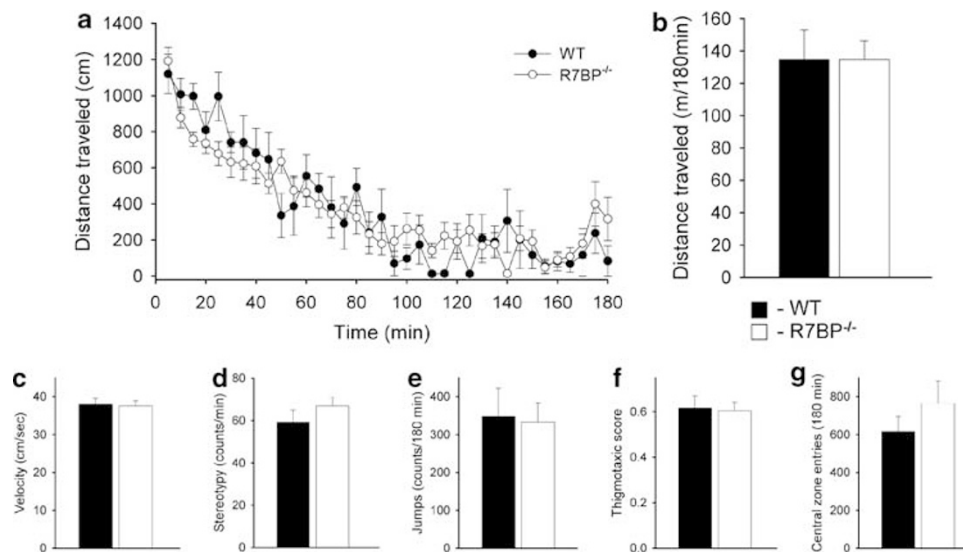 a
1400
1200
1000
800
600
400
200
0
Distance traveled (cm)
WT
R7BP-/-
0 20 40 60 80 100 120 140 160 180
Time (min)
b
160
140
120
100
80
60
40
20
0
Distance traveled (m/180min)
- WT
- R7BP-/-
c
40
30
20
10
0
Velocity (cm/sec)
d
80
60
40
20
0
Stereotypy (counts/min)
e
400
300
200
100
0
Jumps (counts/180 min)
f
0.6
0.4
0.2
0.0
Thigmotaxic score
g
800
600
400
200
0
Central zone entries (180 min)